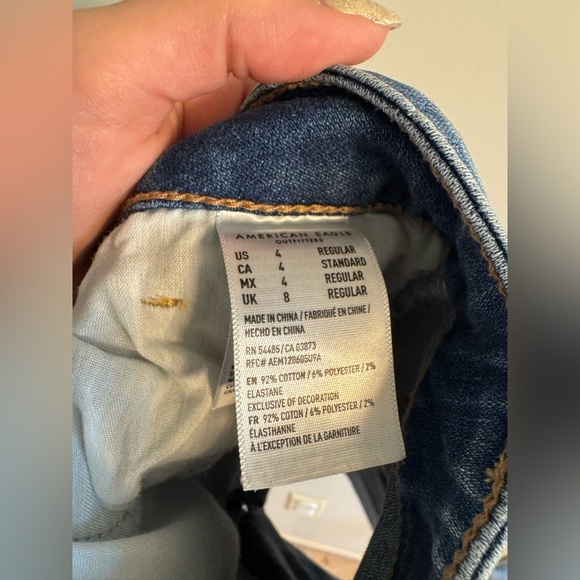 AMERICAN EAGLE
OUTFITTERS
US 4 REGULAR
CA 4 STANDARD
MX 4 REGULAR
UK 8 REGULAR
MADE IN CHINA / FABRIQUÉ EN CHINE /
HECHO EN CHINA
RN 54485/CA 03873
RFC# AEM120605U9A
EN 92% COTTON / 6% POLYESTER / 2%
ELASTANE
EXCLUSIVE OF DECORATION
FR 92% COTON / 6% POLYESTER / 2%
ÉLASTHANNE
À L'EXCEPTION DE LA GARNITURE